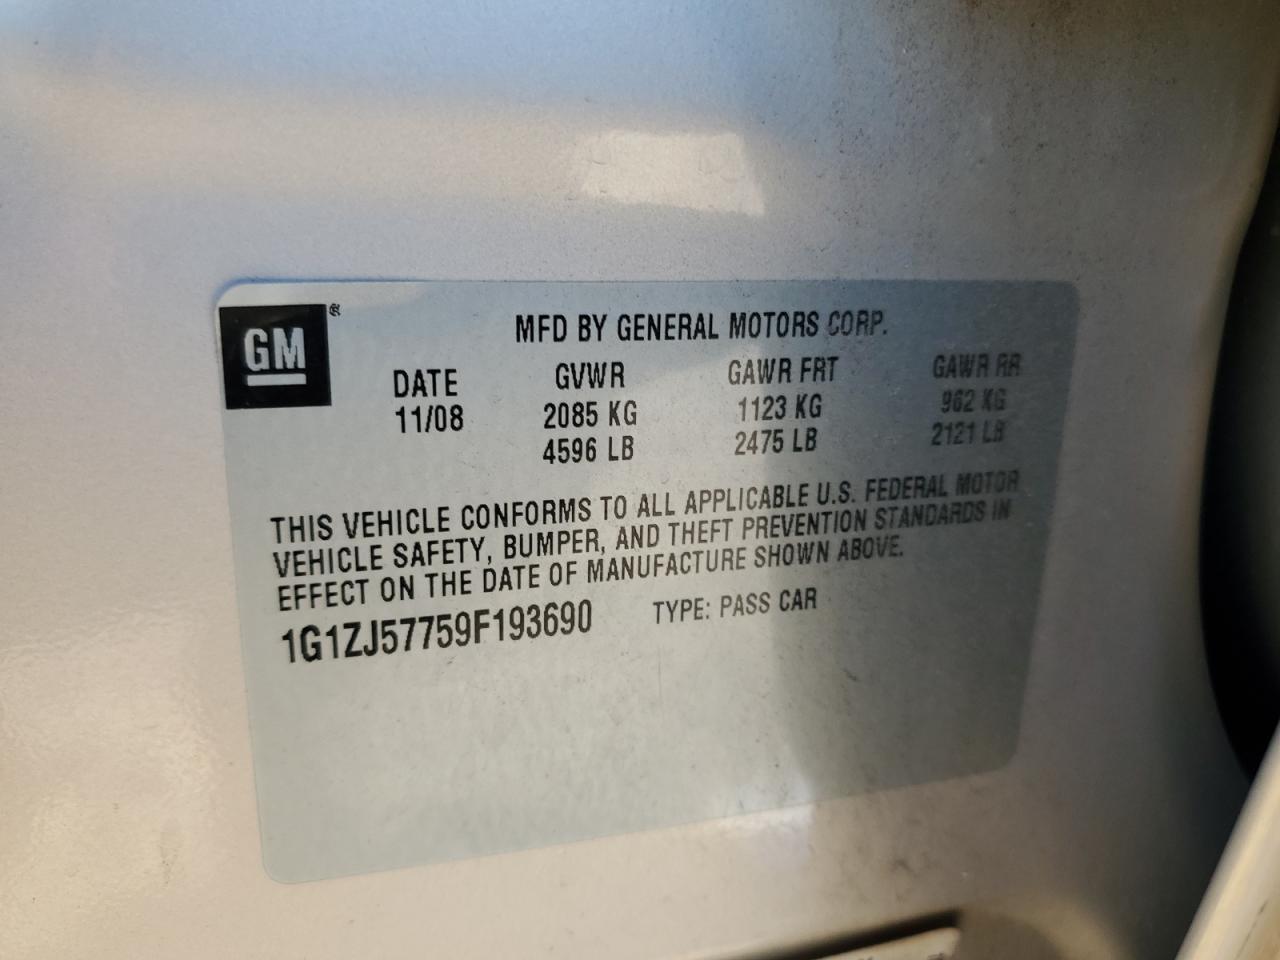 GM®
MFD BY GENERAL MOTORS CORP.
DATE GVWR GAWR FRT GAWR RR
11/08 2085 KG 1123 KG 962 KG
4596 LB 2475 LB 2121 LB
THIS VEHICLE CONFORMS TO ALL APPLICABLE U.S. FEDERAL MOTOR
VEHICLE SAFETY, BUMPER, AND THEFT PREVENTION STANDARDS IN
EFFECT ON THE DATE OF MANUFACTURE SHOWN ABOVE.
1G1ZJ57759F193690 TYPE: PASS CAR